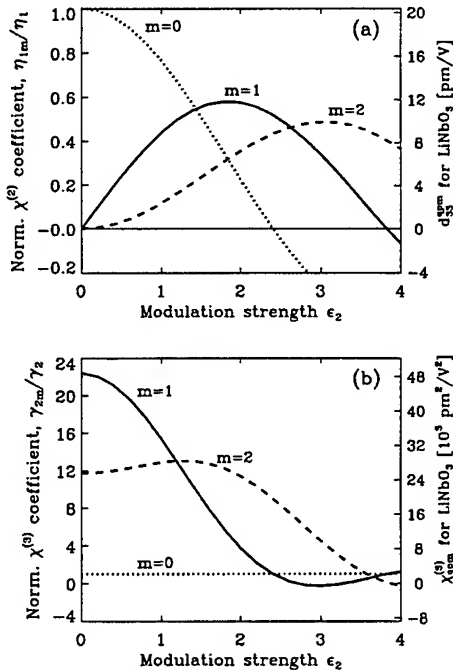 (a)
Norm. χ(2) coefficient, η1m/η1
1.0
0.8
0.6
0.4
0.2
-0.0
-0.2
m=0
m=1
m=2
20
16
12
8
4
0
-4
d33spm for LiNbO3 [pm/V]
0 1 2 3 4
Modulation strength ε2
(b)
Norm. χ(3) coefficient, γ2m/γ2
24
20
16
12
8
4
0
-4
m=1
m=2
m=0
48
40
32
24
16
8
0
-8
χspm(3) for LiNbO3 [10³ pm²/V²]
0 1 2 3 4
Modulation strength ε2